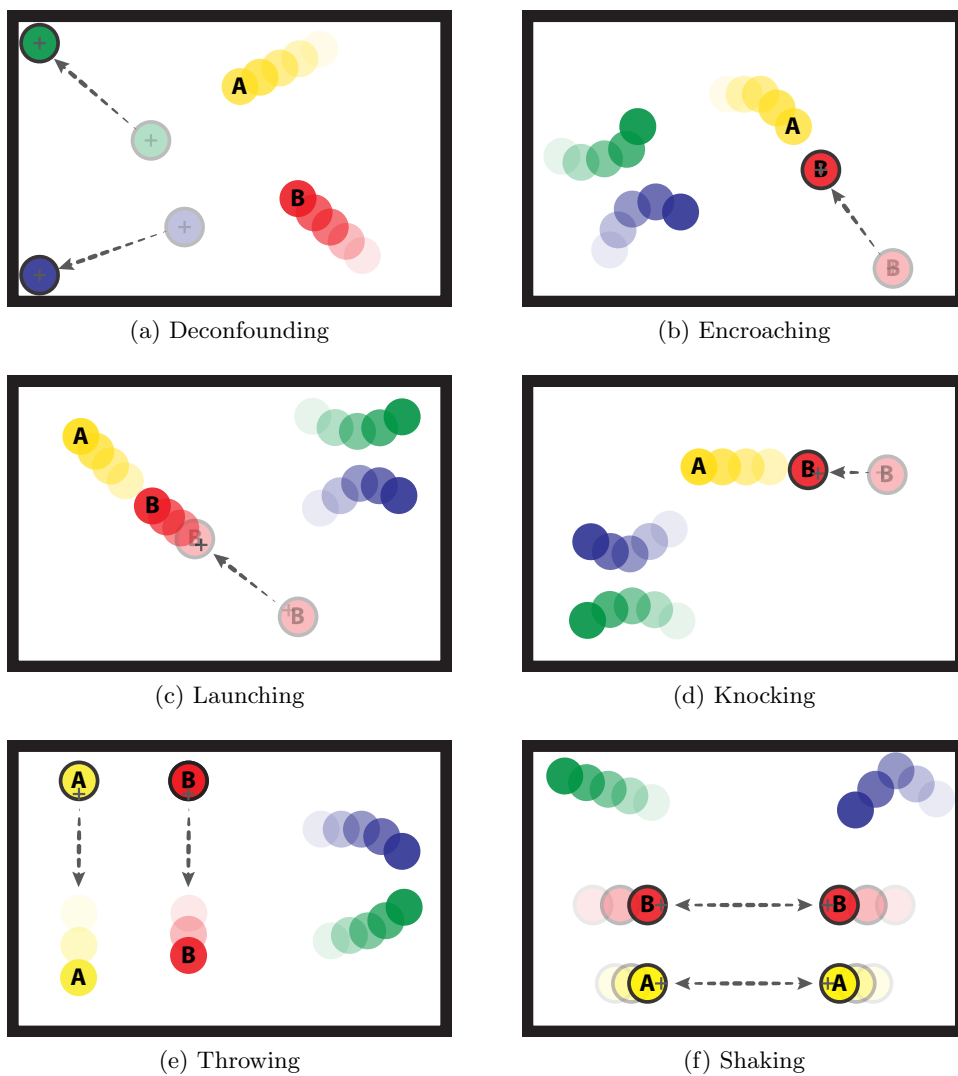 A
B
(a) Deconfounding
A
B
B
(b) Encroaching
A
B
B
B
(c) Launching
A
B
B
(d) Knocking
A
B
A
B
(e) Throwing
B
B
A
A
(f) Shaking